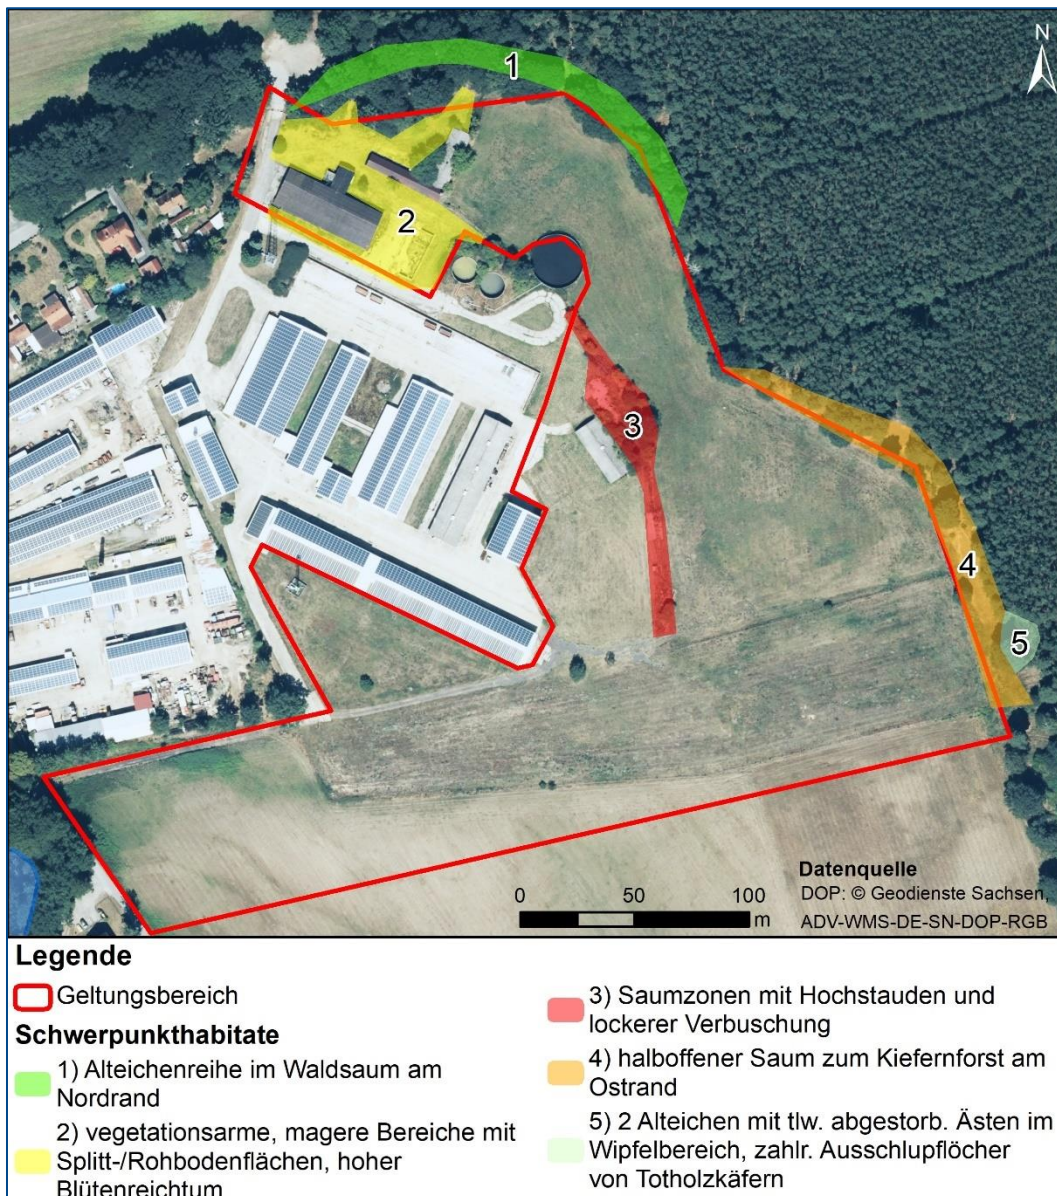 N
1
2
3
4
5
0 50 100
m
Datenquelle
DOP: © Geodienste Sachsen,
ADV-WMS-DE-SN-DOP-RGB
Legende
Geltungsbereich
Schwerpunkthabitate
1) Alteichenreihe im Waldsaum am
Nordrand
2) vegetationsarme, magere Bereiche mit
Splitt-/Rohbodenflächen, hoher
Blütenreichtum
3) Saumzonen mit Hochstauden und
lockerer Verbuschung
4) halboffener Saum zum Kiefernforst am
Ostrand
5) 2 Alteichen mit tlw. abgestorb. Ästen im
Wipfelbereich, zahlr. Ausschlupflöcher
von Totholzkäfern